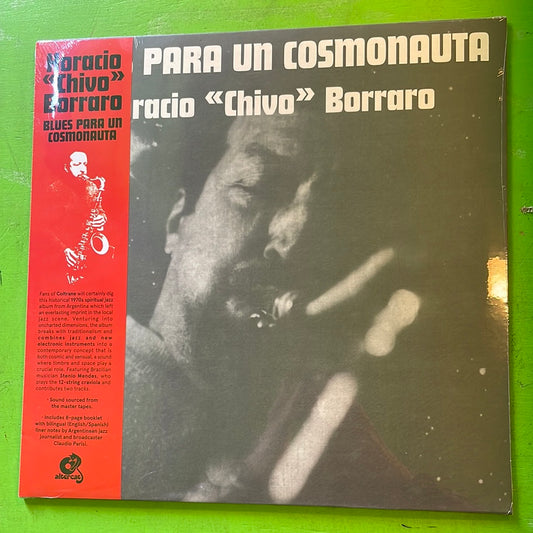 PARA UN COSMONAUTA
racio «Chivo» Borraro
Horacio
«Chivo»
Borraro
BLUES PARA UN
COSMONAUTA
Fans of Coltrane will certainly dig
this historical 1970s spiritual jazz
album from Argentina which left
an everlasting imprint in the local
jazz scene. Venturing into
uncharted dimensions, the album
breaks with traditionalism and
combines jazz and new
electronic instruments into a
contemporary concept that is
both cosmic and sensual, a sound
where timbre and space play a
crucial role. Featuring Brazilian
musician Stenio Mendes, who
plays the 12-string craviola and
contributes two tracks.
· Sound sourced from
the master tapes.
· Includes 8-page booklet
with bilingual (English/Spanish)
liner notes by Argentinean jazz
journalist and broadcaster
Claudio Parisi.
altercat